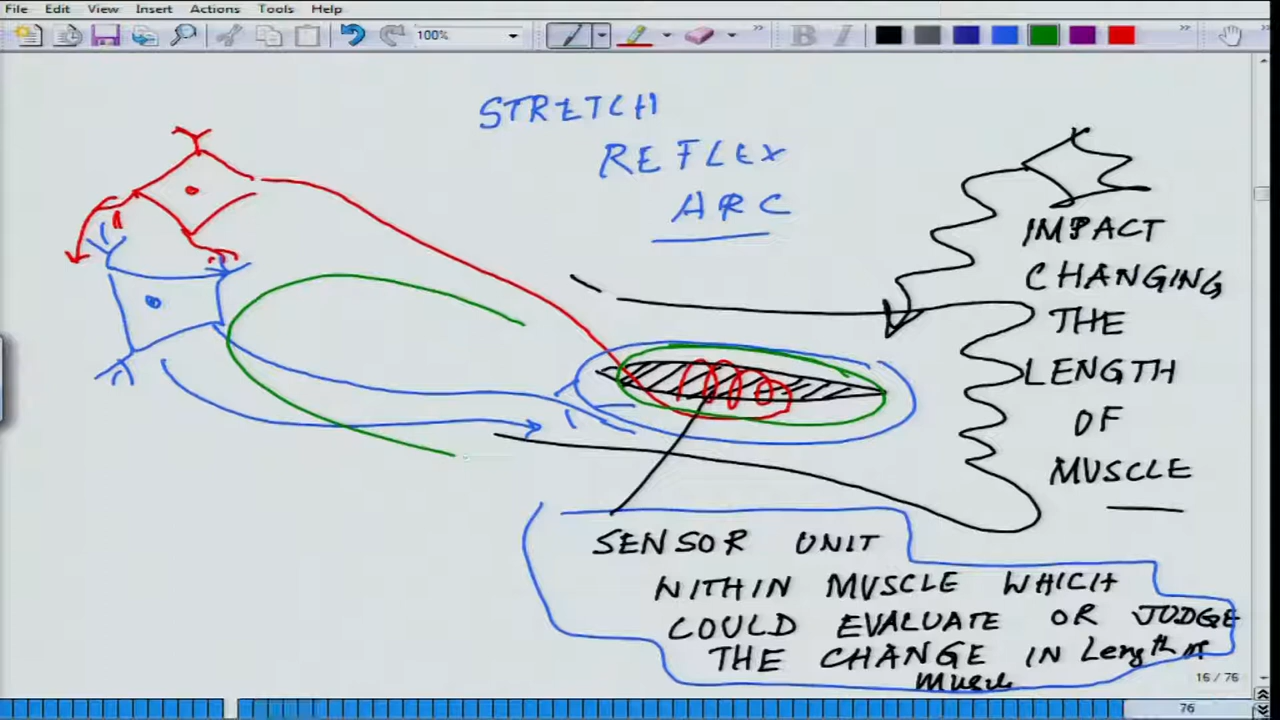 File Edit View Insert Actions Tools Help
100%
STRETCH
REFLEX
ARC
IMPACT
CHANGING
THE
LENGTH
OF
MUSCLE
SENSOR UNIT
WITHIN MUSCLE WHICH
COULD EVALUATE OR JUDGE
THE CHANGE IN Length of
Muscle
16 / 76
76